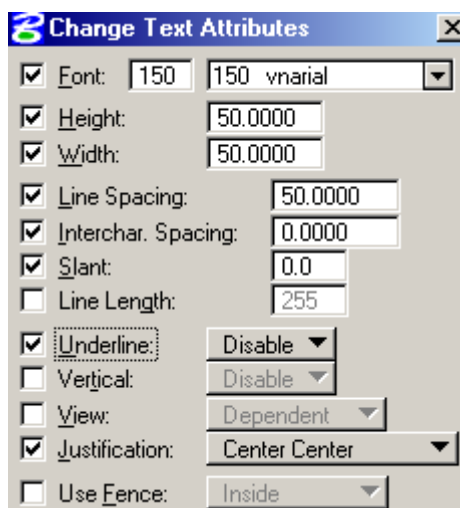 Change Text Attributes
Font: 150 150 vnarial
Height: 50.0000
Width: 50.0000
Line Spacing: 50.0000
Interchar. Spacing: 0.0000
Slant: 0.0
Line Length: 255
Underline: Disable
Vertical: Disable
View: Dependent
Justification: Center Center
Use Fence: Inside